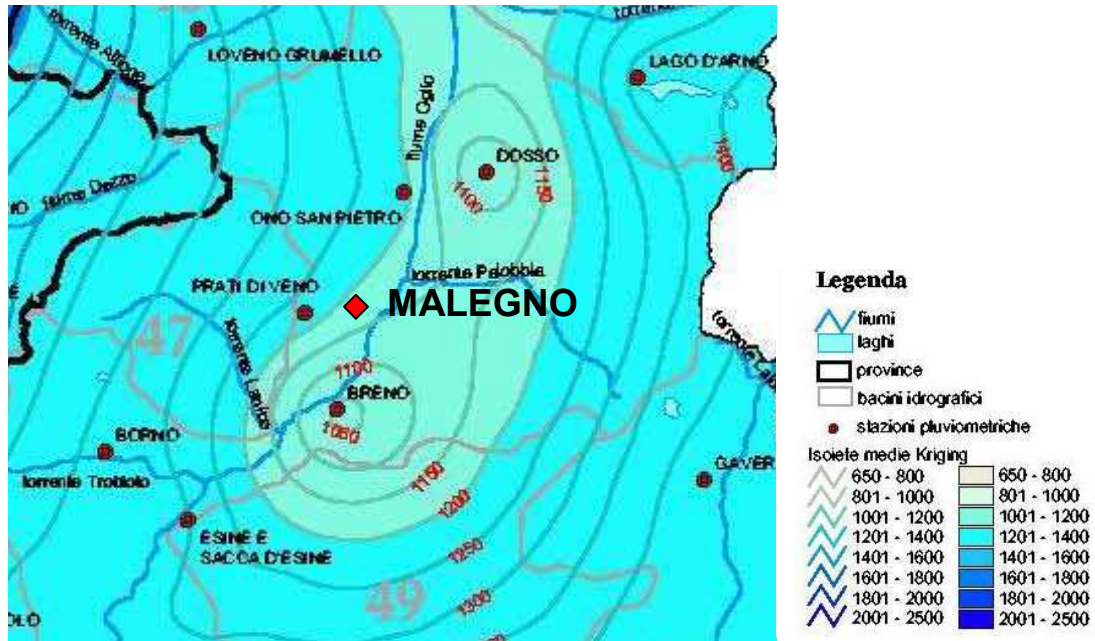 torrente
LOVENO GRUMELLO
LAGO D'ARNO
fiume Oglio
DOSSO
1150
1400
1100
fiume Dezzo
ONO SAN PIETRO
torrente Palobbia
PRATI DI VENO
MALEGNO
47
1100
BRENO
1050
BORNO
torrente Trobiolo
1150
1200
ESINE E
SACCA D'ESINE
1250
49
1300
GAVER
Legenda
fiumi
laghi
province
bacini idrografici
stazioni pluviometriche
Isoiete medie Kriging
650 - 800 650 - 800
801 - 1000 801 - 1000
1001 - 1200 1001 - 1200
1201 - 1400 1201 - 1400
1401 - 1600 1401 - 1600
1601 - 1800 1601 - 1800
1801 - 2000 1801 - 2000
2001 - 2500 2001 - 2500